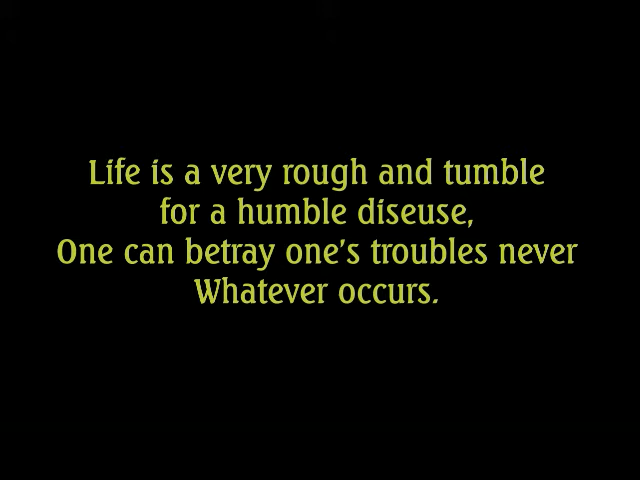 Life is a very rough and tumble
for a humble diseuse,
One can betray one's troubles never
Whatever occurs.